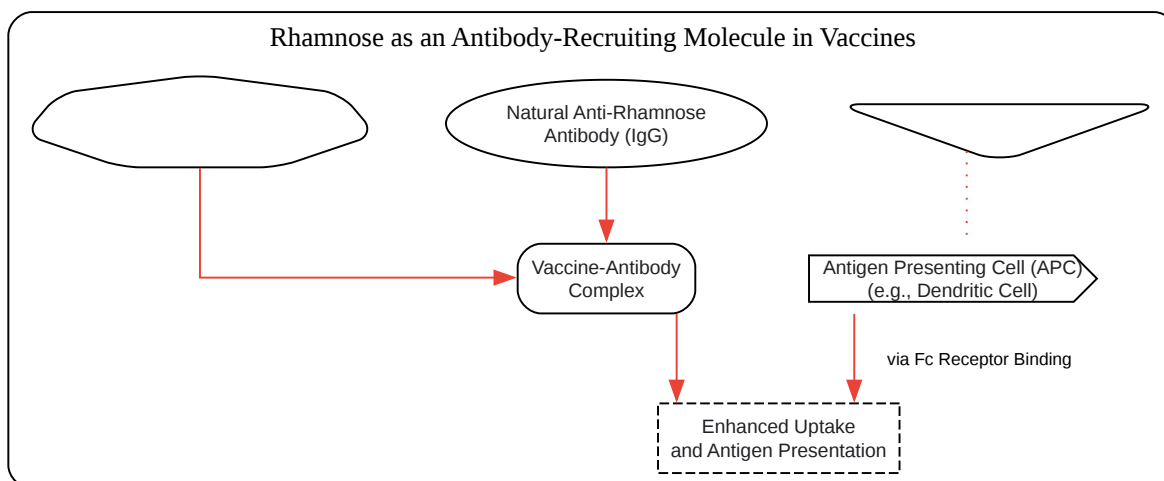 Rhamnose as an Antibody-Recruiting Molecule in Vaccines
Natural Anti-Rhamnose
Antibody (IgG)
Vaccine-Antibody
Complex
Antigen Presenting Cell (APC)
(e.g., Dendritic Cell)
via Fc Receptor Binding
Enhanced Uptake
and Antigen Presentation